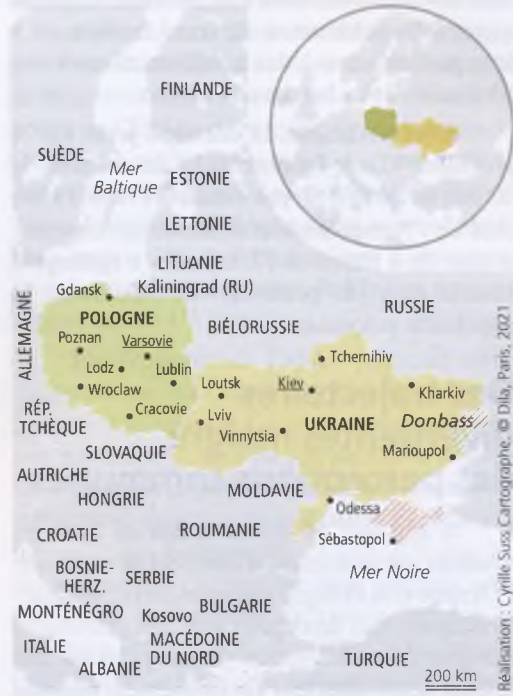 FINLANDE
SUÈDE
Mer
Baltique
ESTONIE
LETTONIE
LITUANIE
Gdansk
Kaliningrad (RU)
ALLEMAGNE
POLOGNE
BIÉLORUSSIE
RUSSIE
Poznan
Varsovie
Tchernihiv
Lodz
Lublin
Loutsk
Kiev
Kharkiv
Wroclaw
RÉP.
TCHÈQUE
Cracovie
Lviv
Vinnytsia
UKRAINE
Donbass
SLOVAQUIE
Marioupol
AUTRICHE
HONGRIE
MOLDAVIE
Odessa
CROATIE
ROUMANIE
Sébastopol
BOSNIE-
HERZ.
SERBIE
Mer Noire
MONTÉNÉGRO
Kosovo
BULGARIE
ITALIE
MACÉDOINE
DU NORD
ALBANIE
TURQUIE
200 km
Réalisation : Cyrille Suss Cartographe, © Dila, Paris, 2021